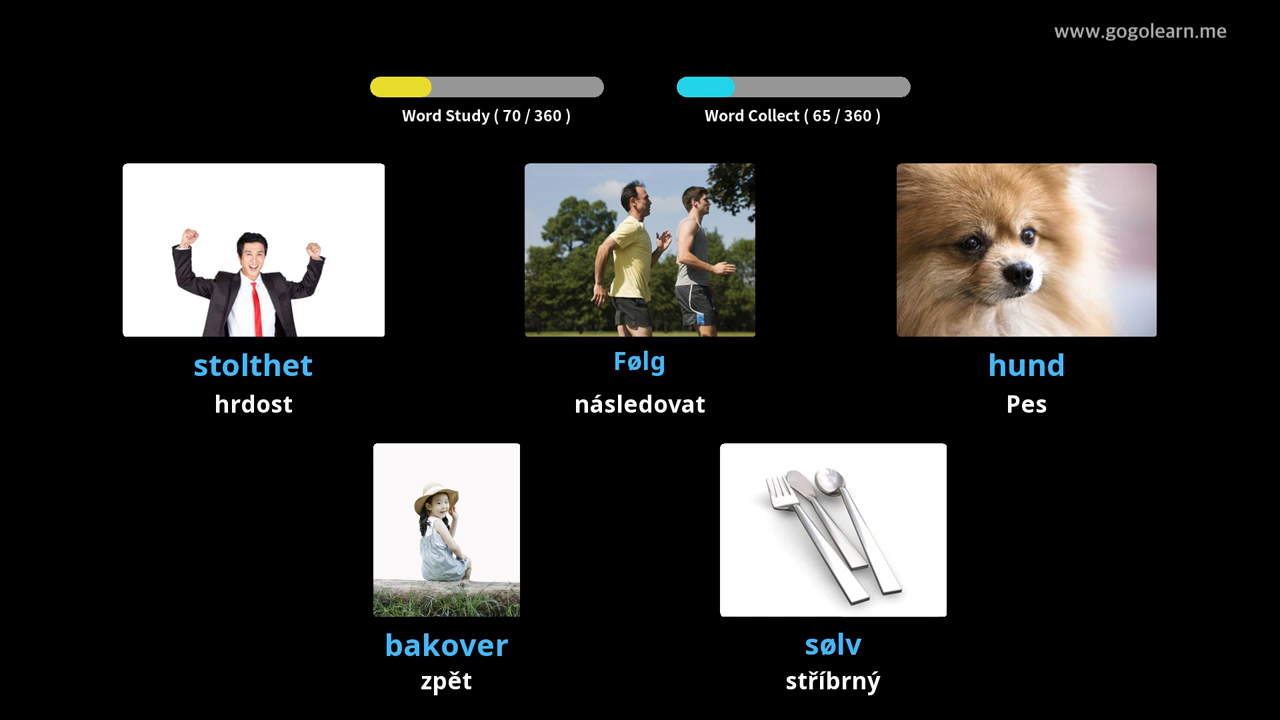 www.gogolearn.me
Word Study ( 70 / 360 )
Word Collect ( 65 / 360 )
stolthet
hrdost
Følg
následovat
hund
Pes
bakover
zpět
sølv
stříbrný